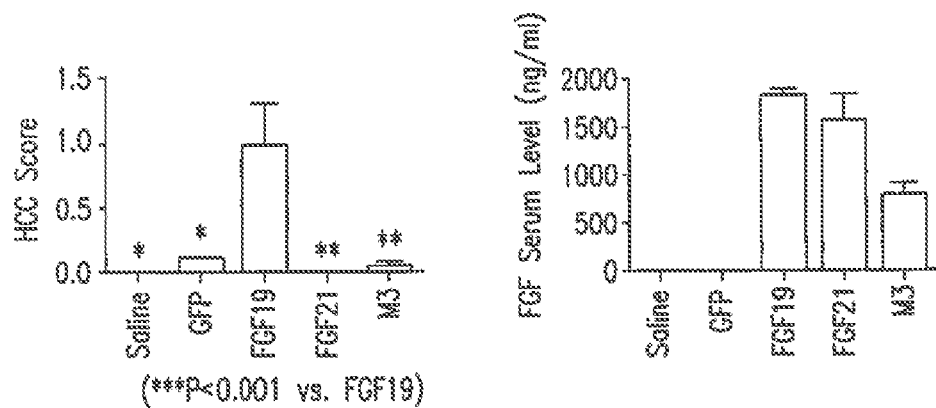 HCC Score
1.5
1.0
0.5
0.0
*
*
**
**
Saline
GFP
FGF19
FGF21
M3
(***P<0.001 vs. FGF19)
FGF Serum Level (ng/ml)
2000
1500
1000
500
0
Saline
GFP
FGF19
FGF21
M3